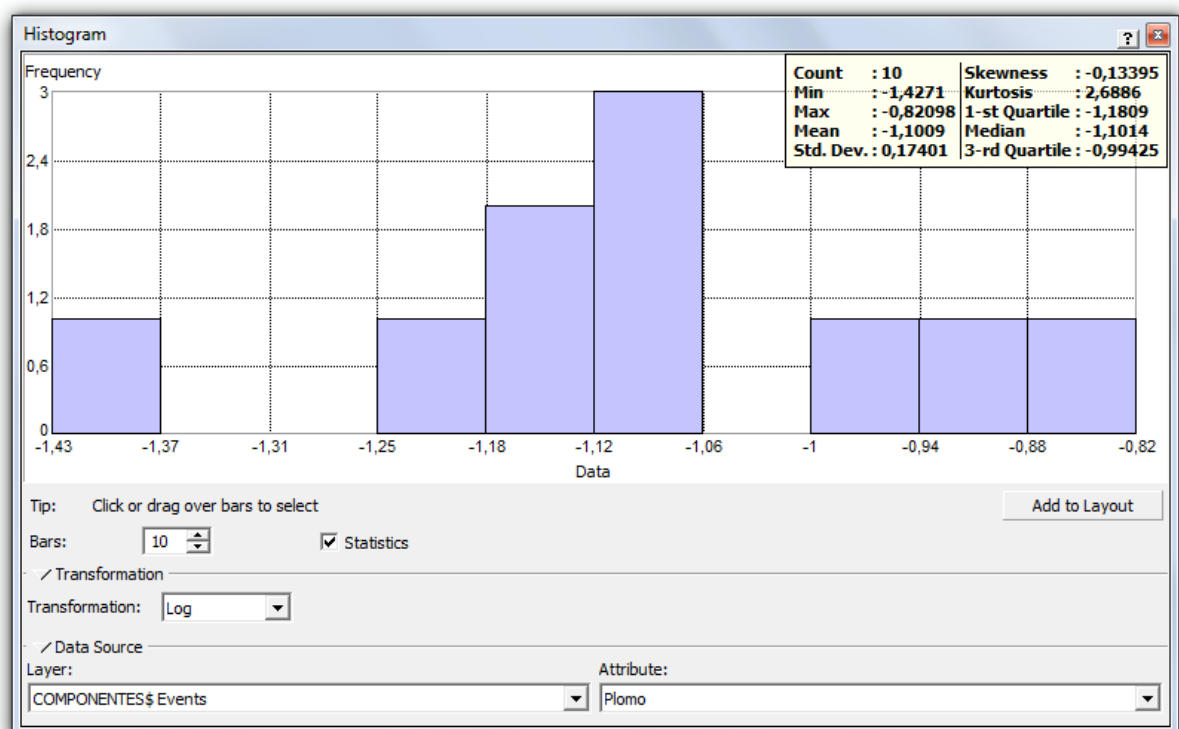 Histogram
?
Frequency
Count : 10 Skewness : -0,13395
Min : -1,4271 Kurtosis : 2,6886
Max : -0,82098 1-st Quartile : -1,1809
Mean : -1,1009 Median : -1,1014
Std. Dev. : 0,17401 3-rd Quartile : -0,99425
3
2,4
1,8
1,2
0,6
0
-1,43 -1,37 -1,31 -1,25 -1,18 -1,12 -1,06 -1 -0,94 -0,88 -0,82
Data
Tip: Click or drag over bars to select Add to Layout
Bars: 10 Statistics
Transformation
Transformation: Log
Data Source
Layer: Attribute:
COMPONENTES$ Events Plomo